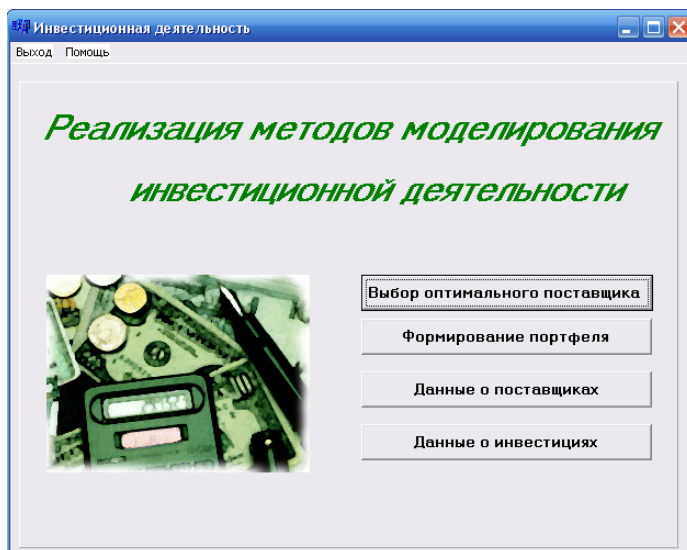 Инвестиционная деятельность
Выход Помощь
Реализация методов моделирования
инвестиционной деятельности
Выбор оптимального поставщика
Формирование портфеля
Данные о поставщиках
Данные о инвестициях